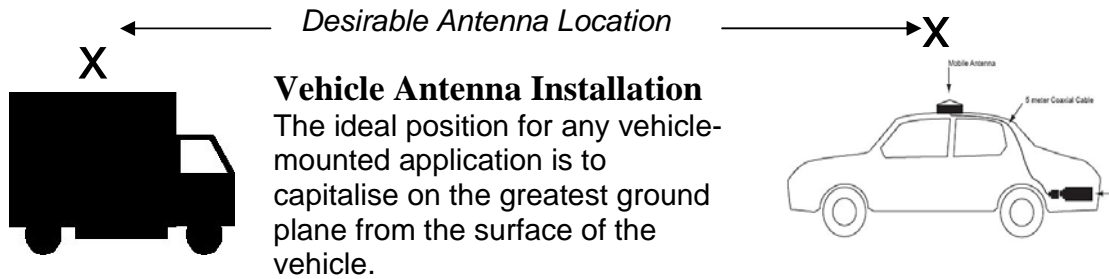 Desirable Antenna Location
X
X
Mobile Antenna
5 meter Coaxial Cable
Vehicle Antenna Installation
The ideal position for any vehicle-
mounted application is to
capitalise on the greatest ground
plane from the surface of the
vehicle.